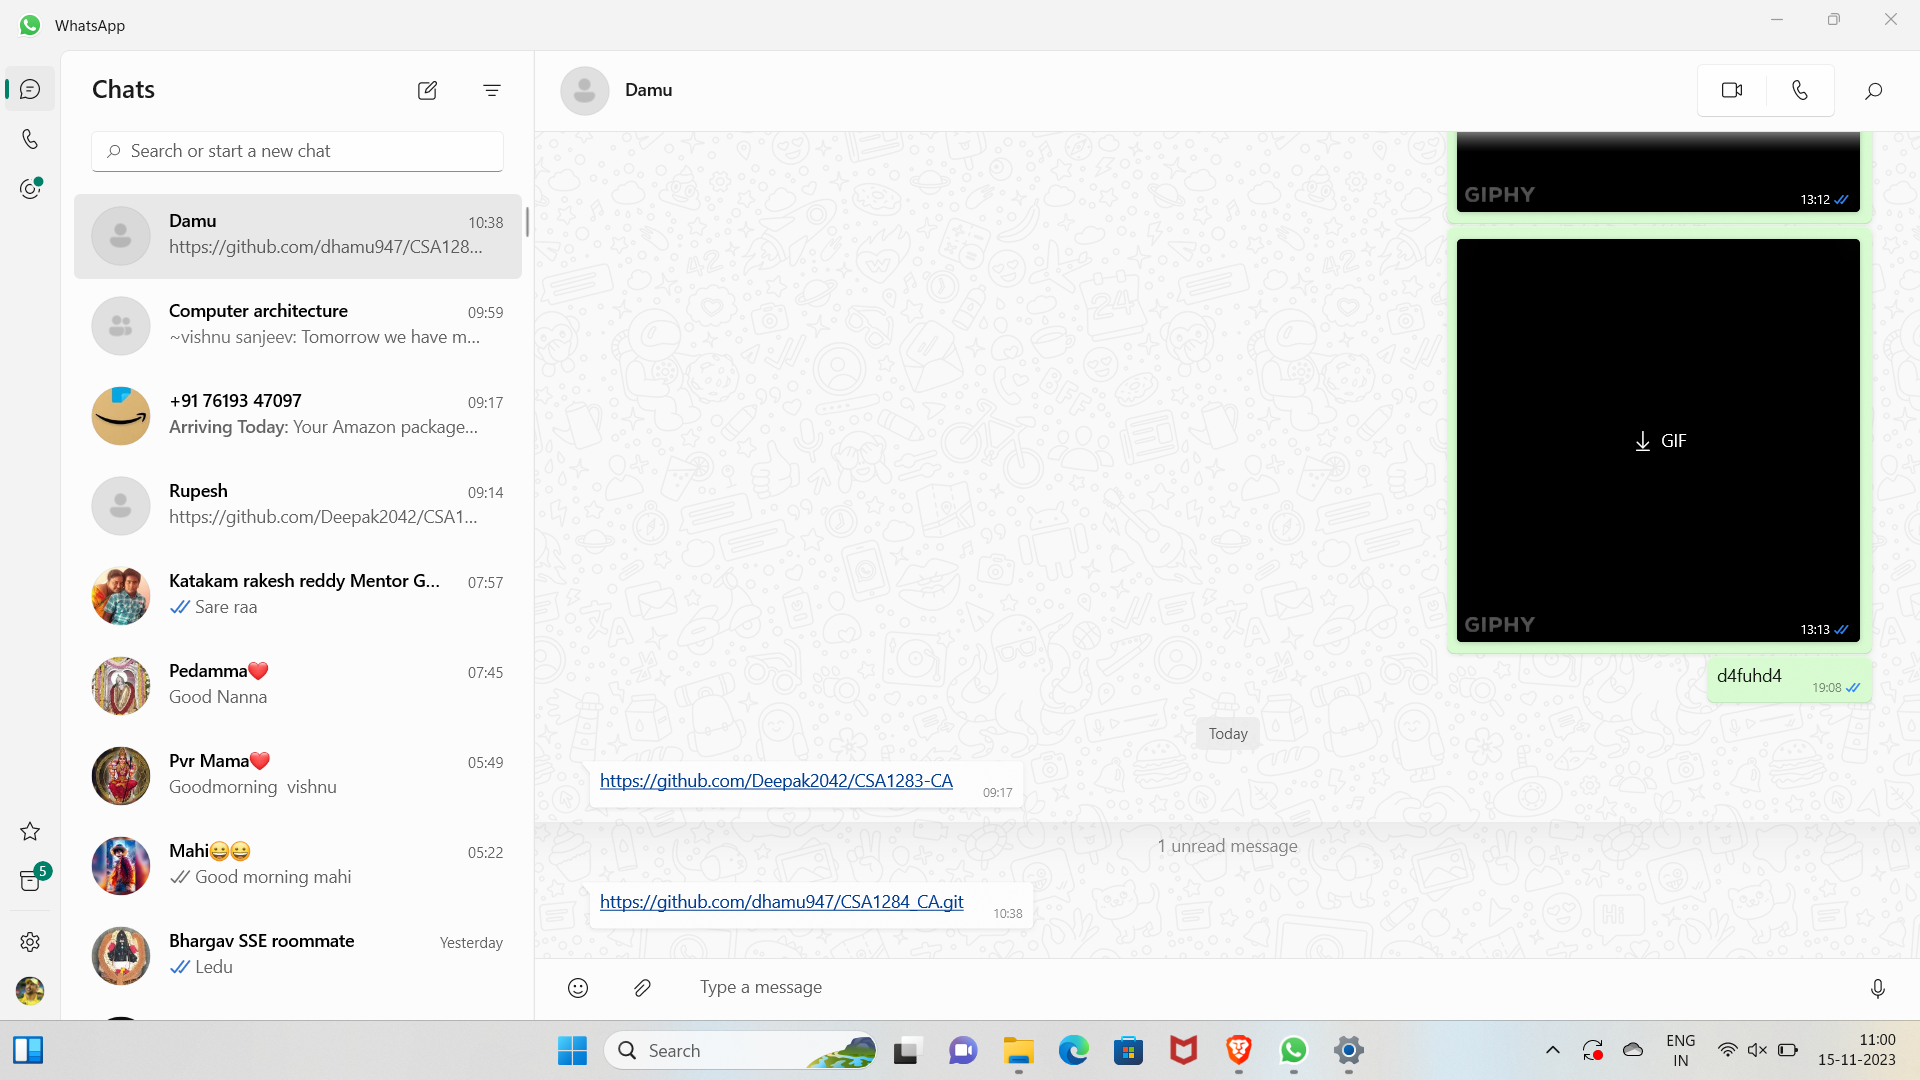 WhatsApp
Chats
Search or start a new chat
Damu
10:38
https://github.com/dhamu947/CSA128...
Computer architecture
09:59
~vishnu sanjeev: Tomorrow we have m...
+91 76193 47097
09:17
Arriving Today: Your Amazon package...
Rupesh
09:14
https://github.com/Deepak2042/CSA1...
Katakam rakesh reddy Mentor G...
07:57
Sare raa
Pedamma❤️
07:45
Good Nanna
Pvr Mama❤️
05:49
Goodmorning  vishnu
Mahi😀😀
05:22
Good morning mahi
Bhargav SSE roommate
Yesterday
Ledu
5
Damu
GIPHY
13:12
GIF
GIPHY
13:13
d4fuhd4
19:08
Today
https://github.com/Deepak2042/CSA1283-CA
09:17
1 unread message
https://github.com/dhamu947/CSA1284_CA.git
10:38
Type a message
Search
ENG
IN
11:00
15-11-2023